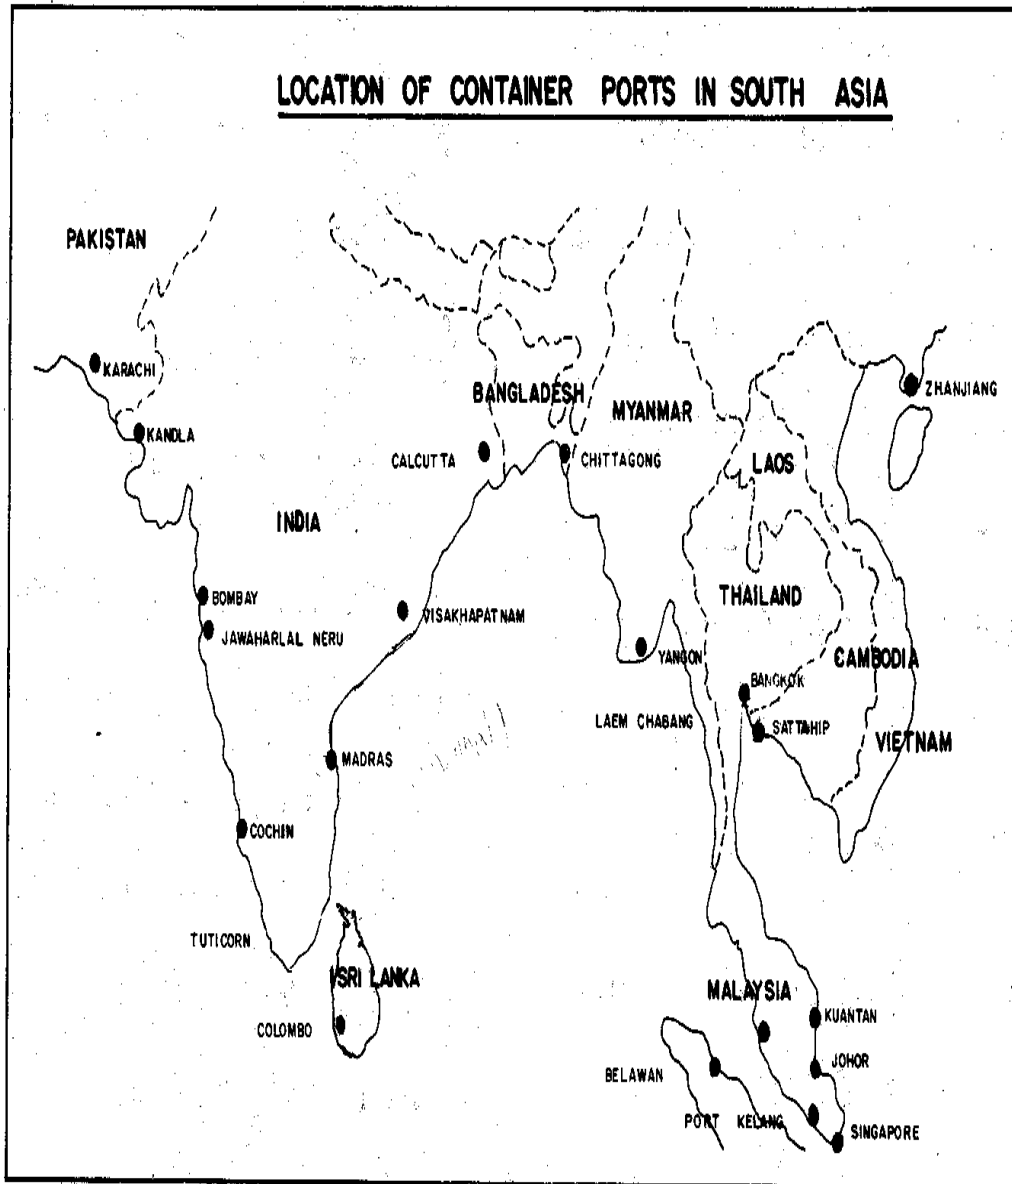 LOCATION OF CONTAINER PORTS IN SOUTH ASIA
PAKISTAN
KARACHI
KANDLA
BANGLADESH
MYANMAR
ZHANJIANG
CALCUTTA
CHITTAGONG
LAOS
INDIA
BOMBAY
JAWAHARLAL NERU
VISAKHAPATNAM
THAILAND
YANGON
CAMBODIA
BANGKOK
LAEM CHABANG
SATTAHIP
VIETNAM
MADRAS
COCHIN
TUTICORN
SRI LANKA
COLOMBO
MALAYSIA
KUANTAN
JOHOR
BELAWAN
PORT KELANG
SINGAPORE